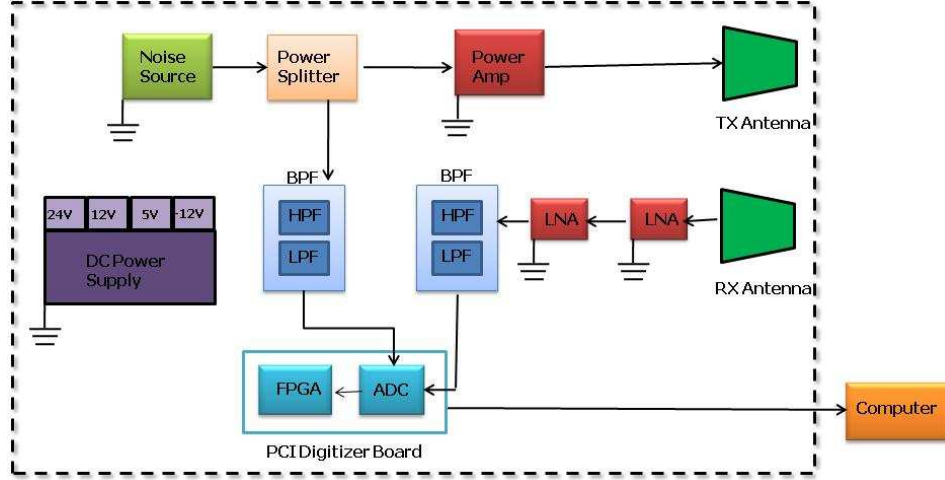 Noise
Source
Power
Splitter
Power
Amp
TX Antenna
BPF
HPF
LPF
BPF
HPF
LPF
LNA
LNA
RX Antenna
24V
12V
5V
-12V
DC Power
Supply
FPGA
ADC
PCI Digitizer Board
Computer